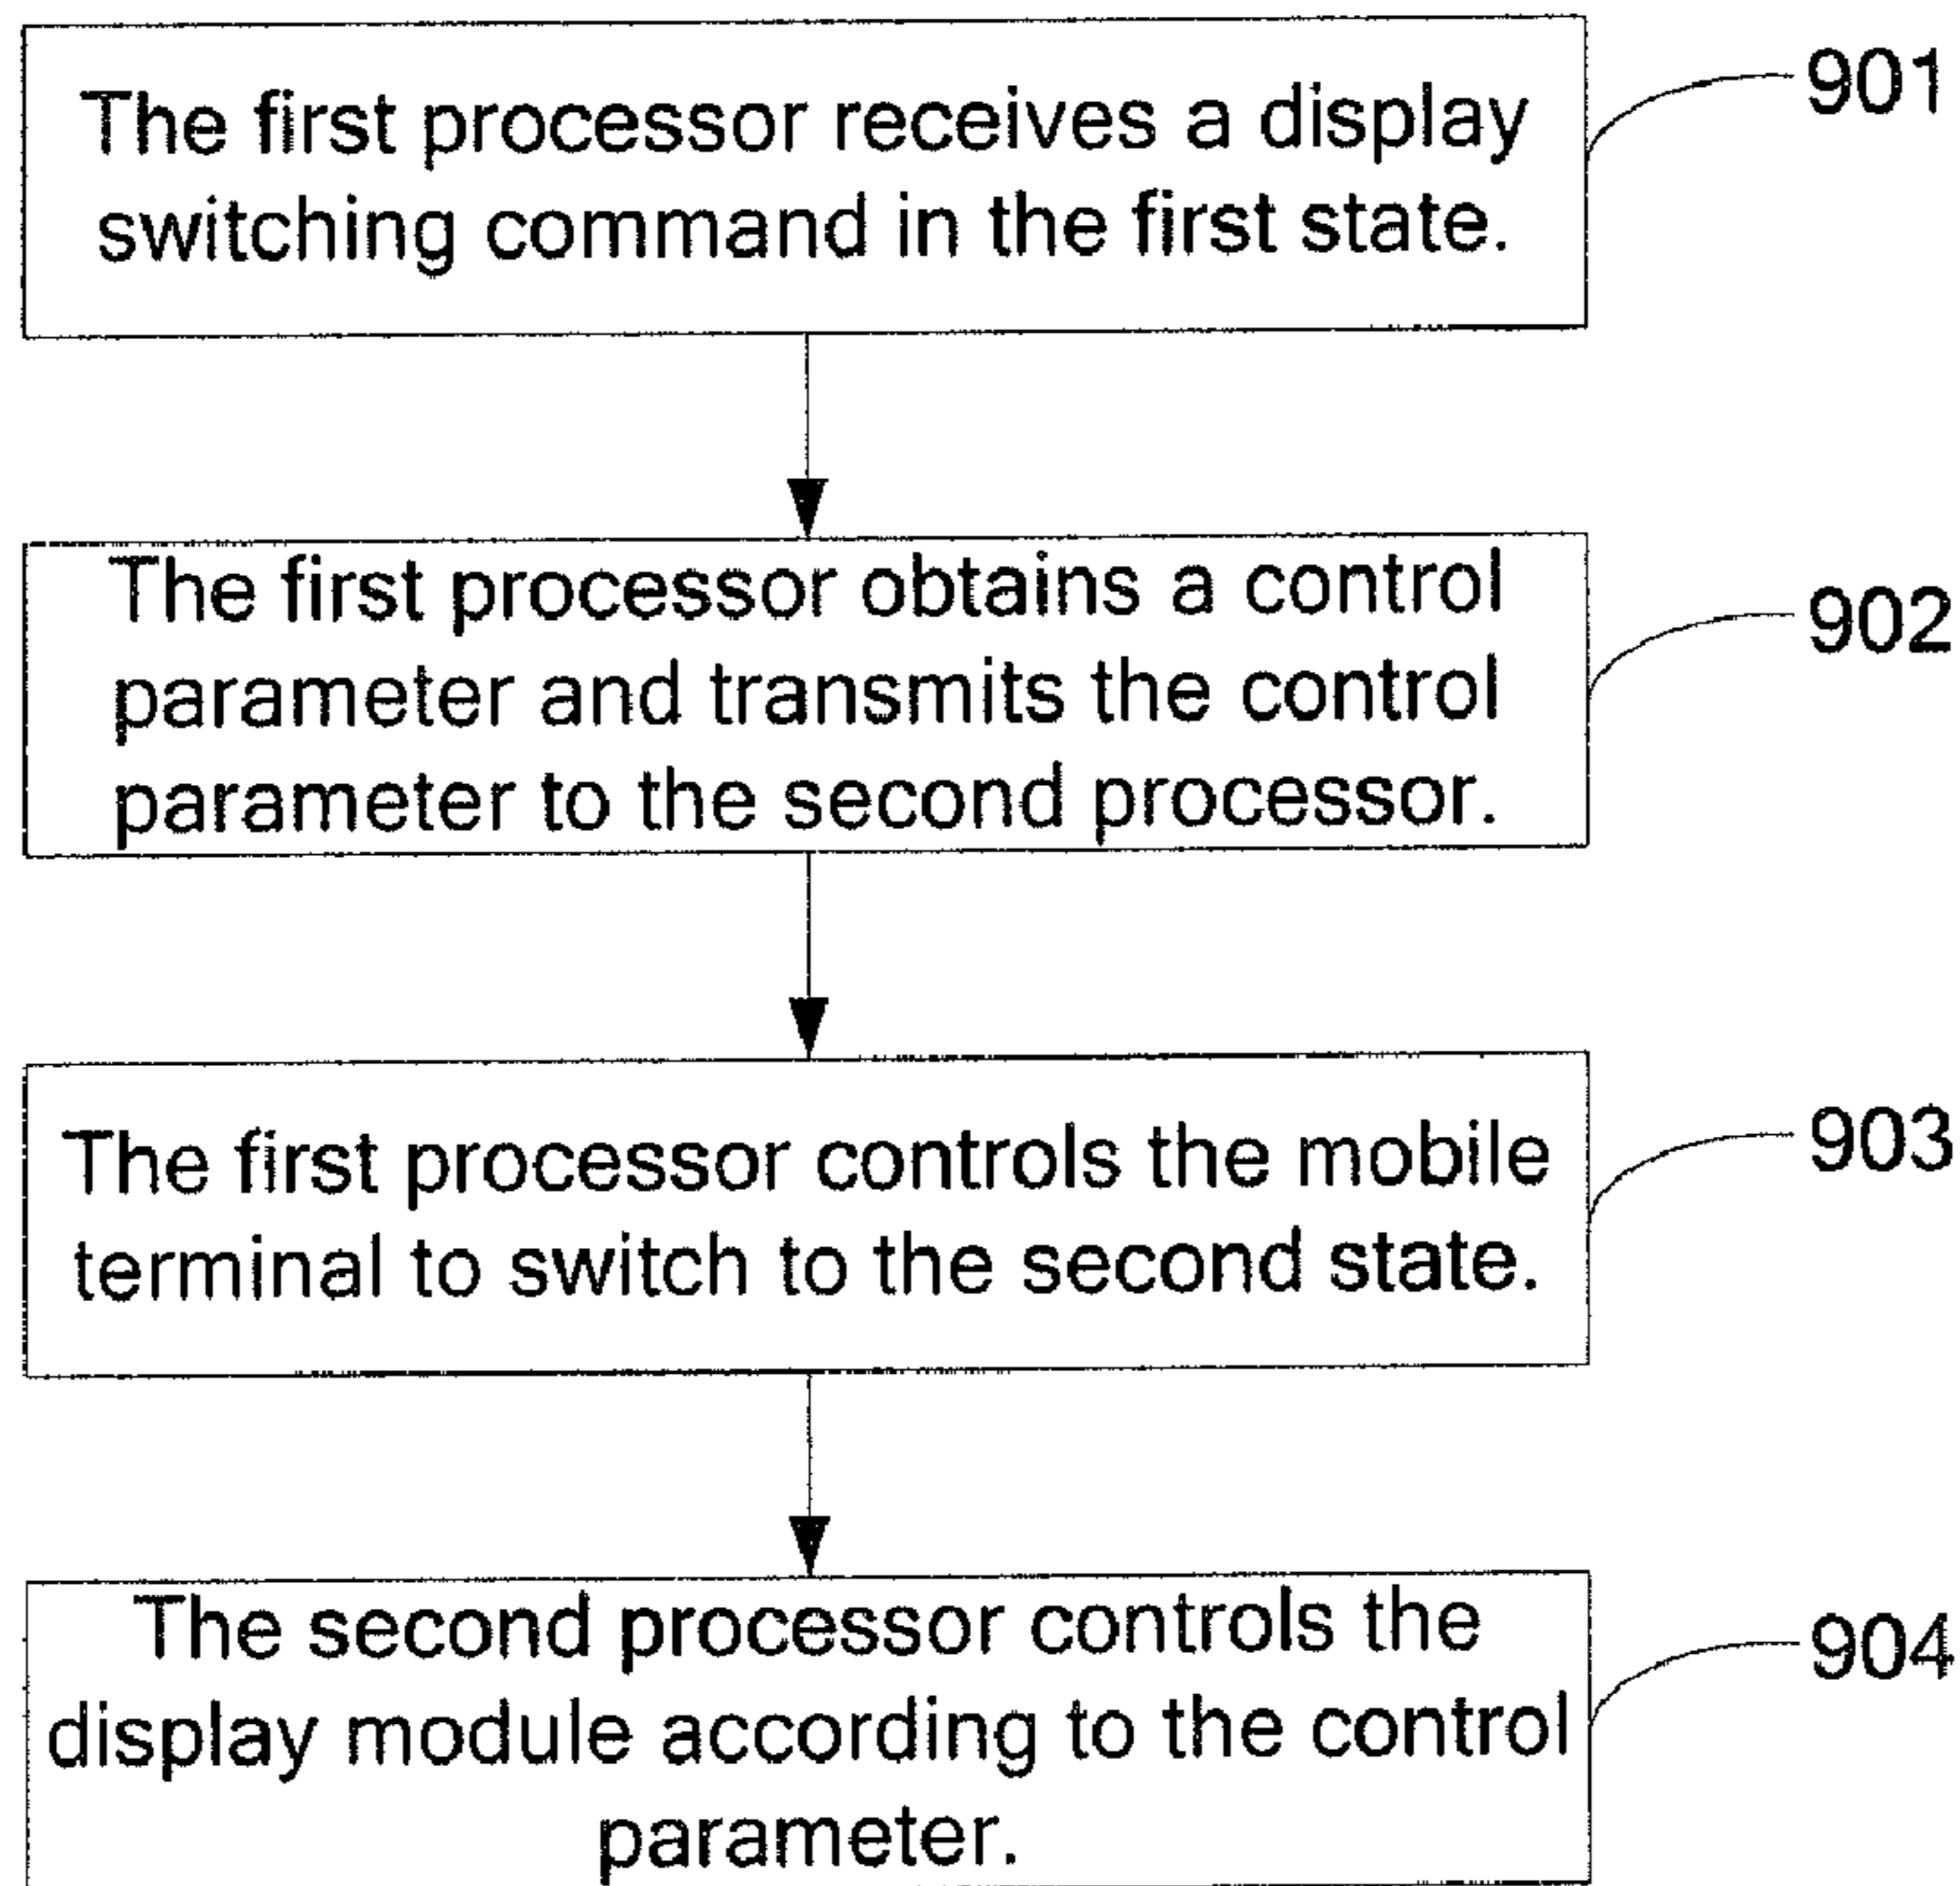 The first processor receives a display
switching command in the first state.
901
The first processor obtains a control
parameter and transmits the control
parameter to the second processor.
902
The first processor controls the mobile
terminal to switch to the second state.
903
The second processor controls the
display module according to the control
parameter.
904